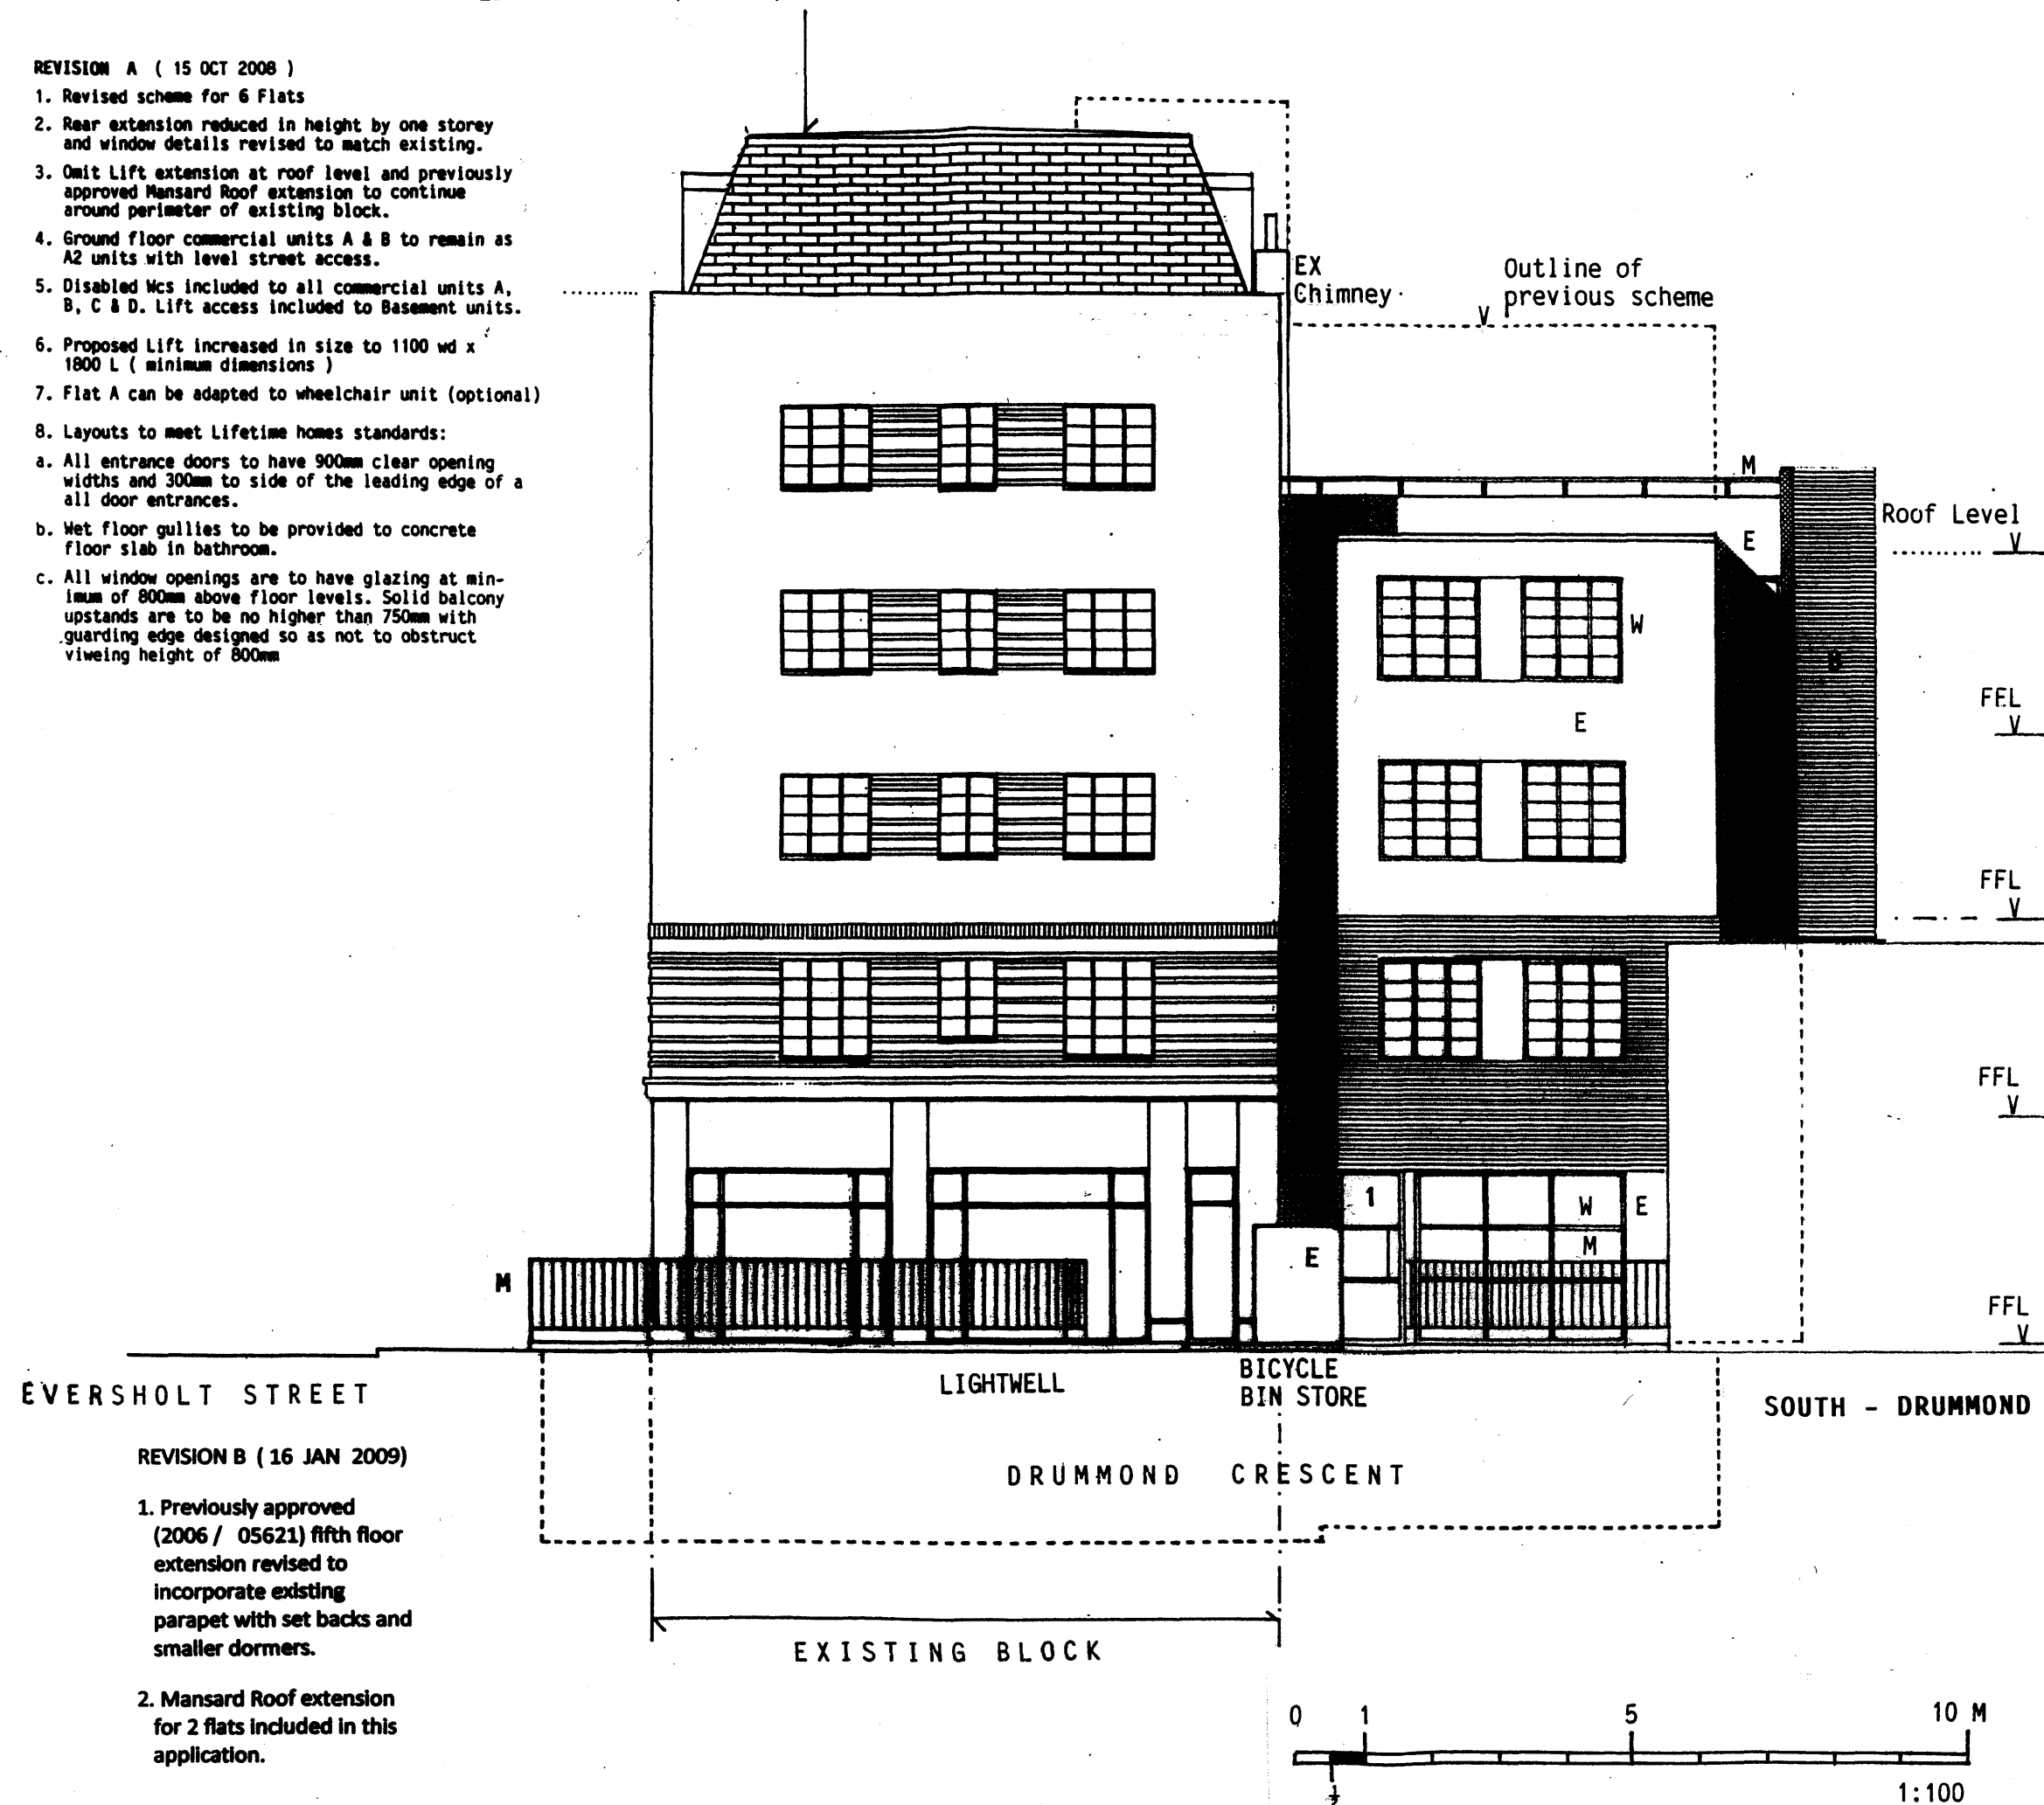 REVISION A ( 15 OCT 2008 )
1. Revised scheme for 6 Flats
2. Rear extension reduced in height by one storey
and window details revised to match existing.
3. Omit Lift extension at roof level and previously
approved Mansard Roof extension to continue
around perimeter of existing block.
4. Ground floor commercial units A & B to remain as
A2 units with level street access.
5. Disabled Wcs included to all commercial units A,
B, C & D. Lift access included to Basement units.
6. Proposed Lift increased in size to 1100 wd x
1800 L ( minimum dimensions )
7. Flat A can be adapted to wheelchair unit (optional)
8. Layouts to meet Lifetime homes standards:
a. All entrance doors to have 900mm clear opening
widths and 300mm to side of the leading edge of a
all door entrances.
b. Wet floor gullies to be provided to concrete
floor slab in bathroom.
c. All window openings are to have glazing at min-
imum of 800mm above floor levels. Solid balcony
upstands are to be no higher than 750mm with
guarding edge designed so as not to obstruct
viweing height of 800mm
EX
Chimney
Outline of
previous scheme
V
M
Roof Level
V
E
W
B
E
FFL
V
FFL
V
FFL
V
1
W
E
M
E
M
FFL
V
EVERSHOLT STREET
LIGHTWELL
BICYCLE
BIN STORE
SOUTH - DRUMMOND
DRUMMOND CRESCENT
REVISION B ( 16 JAN 2009)
1. Previously approved
(2006 / 05621) fifth floor
extension revised to
incorporate existing
parapet with set backs and
smaller dormers.
2. Mansard Roof extension
for 2 flats included in this
application.
EXISTING BLOCK
0 1 5 10 M
½
1:100